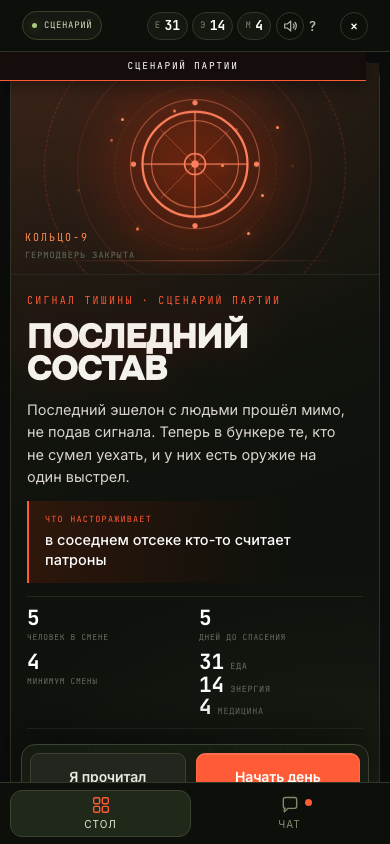 СЦЕНАРИЙ
Е 31
Э 14
М 4
?
×
СЦЕНАРИЙ ПАРТИИ
КОЛЬЦО-9
ГЕРМОДВЕРЬ ЗАКРЫТА
СИГНАЛ ТИШИНЫ · СЦЕНАРИЙ ПАРТИИ
ПОСЛЕДНИЙ
СОСТАВ
Последний эшелон с людьми прошёл мимо,
не подав сигнала. Теперь в бункере те, кто
не сумел уехать, и у них есть оружие на
один выстрел.
ЧТО НАСТОРАЖИВАЕТ
в соседнем отсеке кто-то считает
патроны
5
ЧЕЛОВЕК В СМЕНЕ
5
ДНЕЙ ДО СПАСЕНИЯ
4
МИНИМУМ СМЕНЫ
31 ЕДА
14 ЭНЕРГИЯ
4 МЕДИЦИНА
Я прочитал
Начать день
СТОЛ
ЧАТ